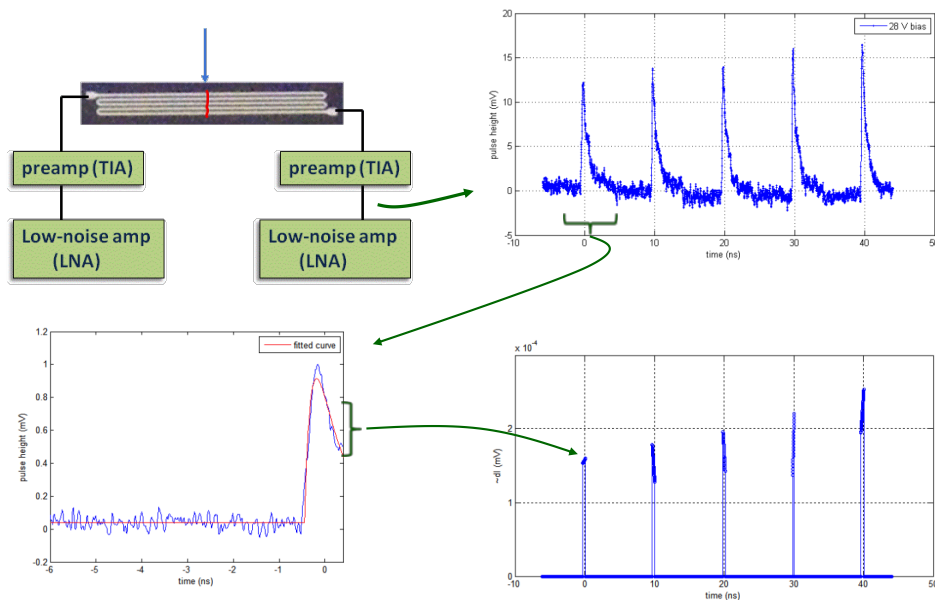 preamp (TIA)
preamp (TIA)
Low-noise amp
(LNA)
Low-noise amp
(LNA)
20
15
10
5
0
-5
pulse height (mV)
28 V bias
-10
0
10
20
30
40
50
time (ns)
1.2
1
0.8
0.6
0.4
0.2
0
-0.2
pulse height (mV)
fitted curve
-6
-5
-4
-3
-2
-1
0
time (ns)
x 10^-4
2
1
0
~dI (mV)
-10
0
10
20
30
40
50
time (ns)